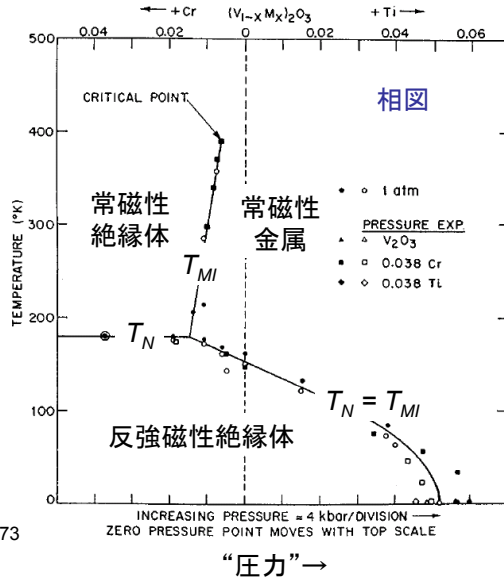 ← +Cr (V1-xMx)2O3 +Ti →
0.04 0.02 0 0.02 0.04 0.06
500
400
300
200
100
0
TEMPERATURE (°K)
CRITICAL POINT
相図
常磁性
絶縁体
常磁性
金属
1 atm
PRESSURE EXP.
V2O3
0.038 Cr
0.038 Ti
TMI
TN
TN = TMI
反強磁性絶縁体
INCREASING PRESSURE ≈ 4 kbar/DIVISION →
ZERO PRESSURE POINT MOVES WITH TOP SCALE
73
“圧力”→